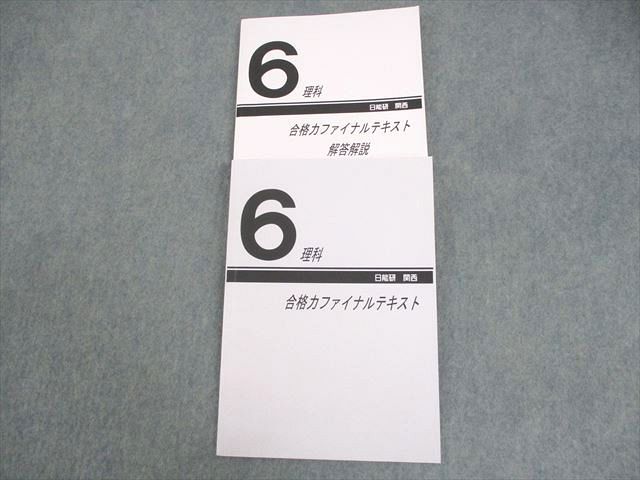 6 理科
日能研 関西
合格力ファイナルテキスト
解答解説
6 理科
日能研 関西
合格力ファイナルテキスト